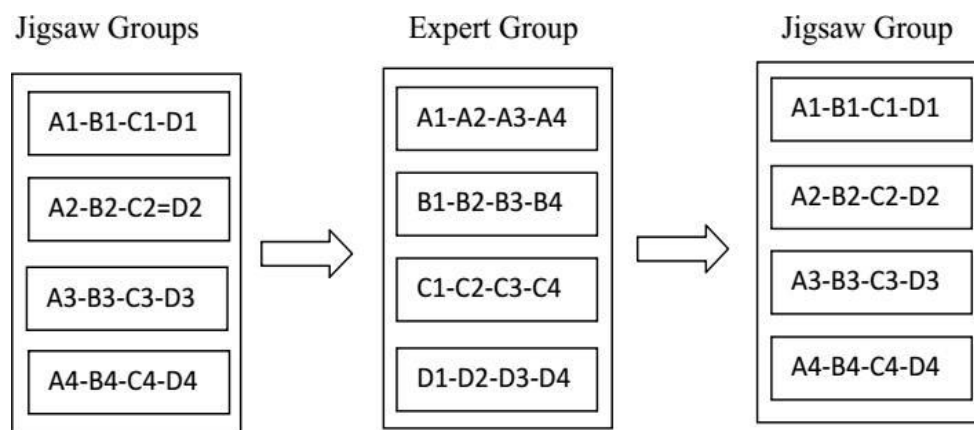 Jigsaw Groups
A1-B1-C1-D1
A2-B2-C2=D2
A3-B3-C3-D3
A4-B4-C4-D4
Expert Group
A1-A2-A3-A4
B1-B2-B3-B4
C1-C2-C3-C4
D1-D2-D3-D4
Jigsaw Group
A1-B1-C1-D1
A2-B2-C2-D2
A3-B3-C3-D3
A4-B4-C4-D4